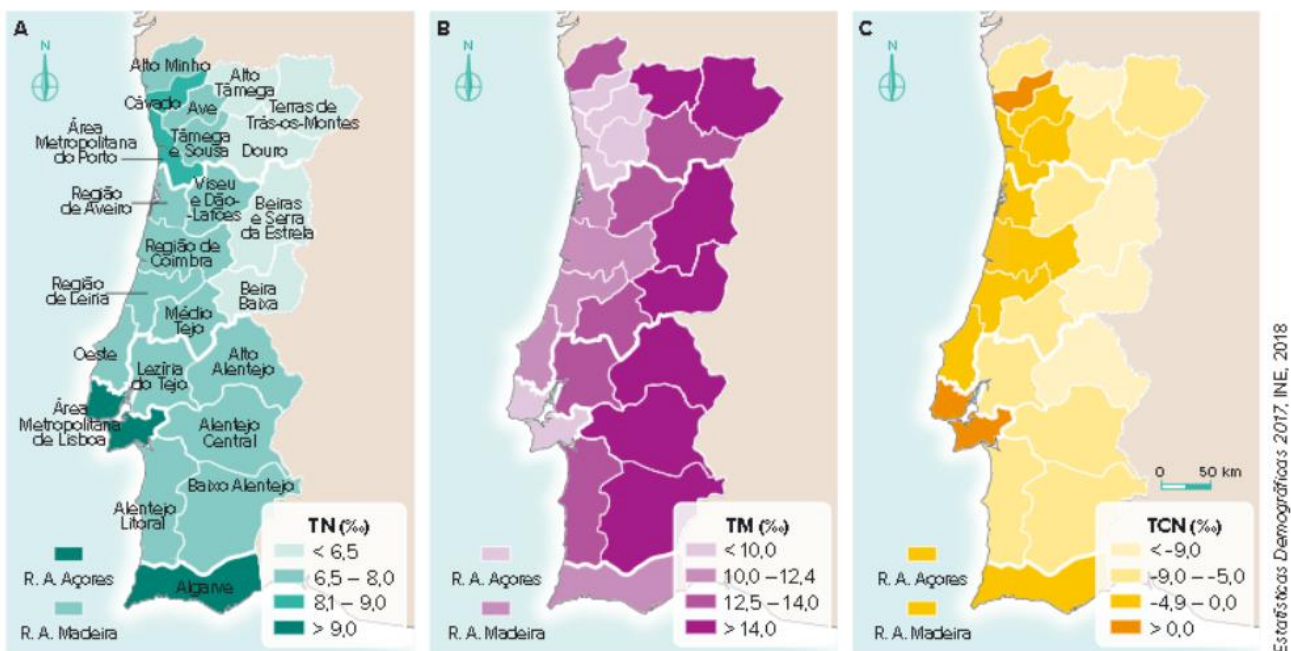 A
N
Alto Minho
Alto
Tâmega
Cávado
Ave
Terras de
Trás-os-Montes
Área
Metropolitana
do Porto
Tâmega
e Sousa
Douro
Região
de Aveiro
Viseu
e Dão-
-Lafões
Beiras
e Serra
da Estrela
Região de
Coimbra
Região
de Leiria
Beira
Baixa
Médio
Tejo
Oeste
Lezíria
do Tejo
Alto
Alentejo
Área
Metropolitana
de Lisboa
Alentejo
Central
Baixo Alentejo
Alentejo
Litoral
Algarve
R. A. Açores
R. A. Madeira
TN (‰)
< 6,5
6,5 – 8,0
8,1 – 9,0
> 9,0
B
N
R. A. Açores
R. A. Madeira
TM (‰)
< 10,0
10,0 – 12,4
12,5 – 14,0
> 14,0
C
N
0 50 km
R. A. Açores
R. A. Madeira
TCN (‰)
< -9,0
-9,0 – -5,0
-4,9 – 0,0
> 0,0
Estatísticas Demográficas 2017, INE, 2018